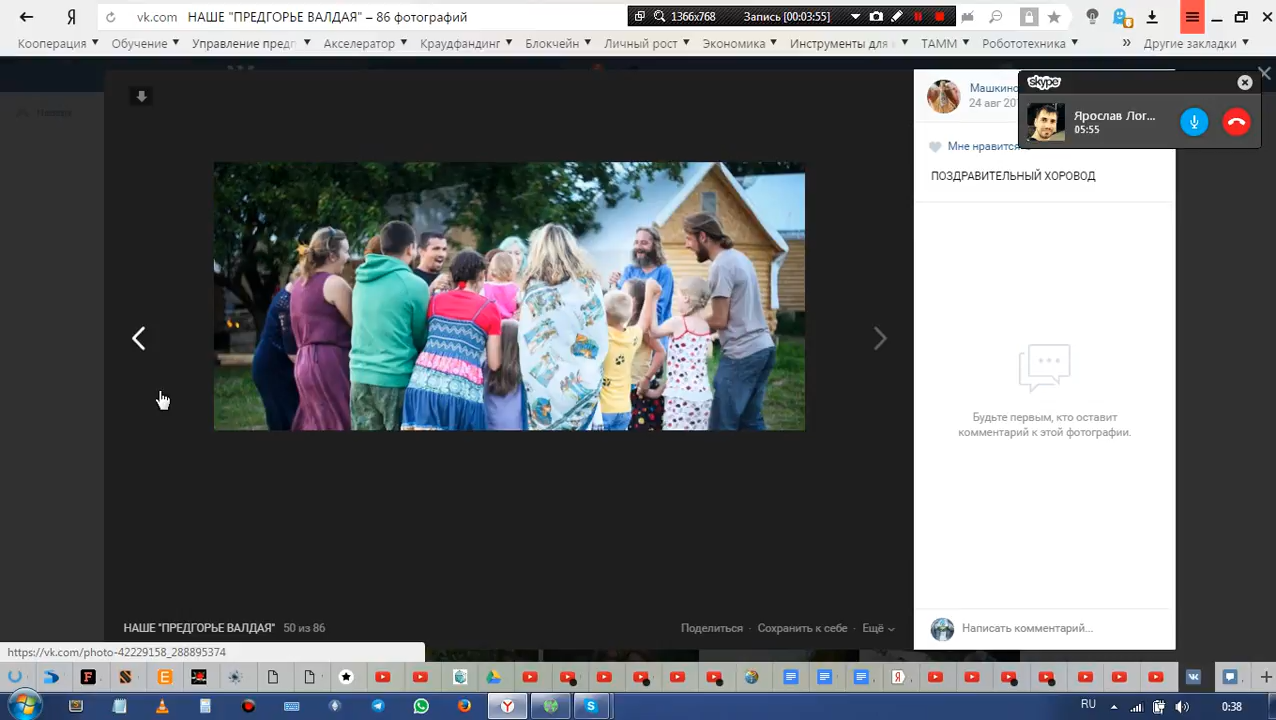 Я
vk.com НАШЕ "ПРЕДГОРЬЕ ВАЛДАЯ" – 86 фотографий
1366x768
Запись [00:03:55]
Кооперация
Обучение
Управление
Акселератор
Краудфандинг
Блокчейн
Личный рост
Экономика
Инструменты для
ТАММ
Робототехника
»
Другие закладки
skype
Ярослав Лог...
05:55
24 авг
Мне нравится
ПОЗДРАВИТЕЛЬНЫЙ ХОРОВОД
Будьте первым, кто оставит
комментарий к этой фотографии.
НАШЕ "ПРЕДГОРЬЕ ВАЛДАЯ" 50 из 86
Поделиться · Сохранить к себе · Ещё
Написать комментарий...
https://vk.com/photo-42229158_288895374
RU
0:38